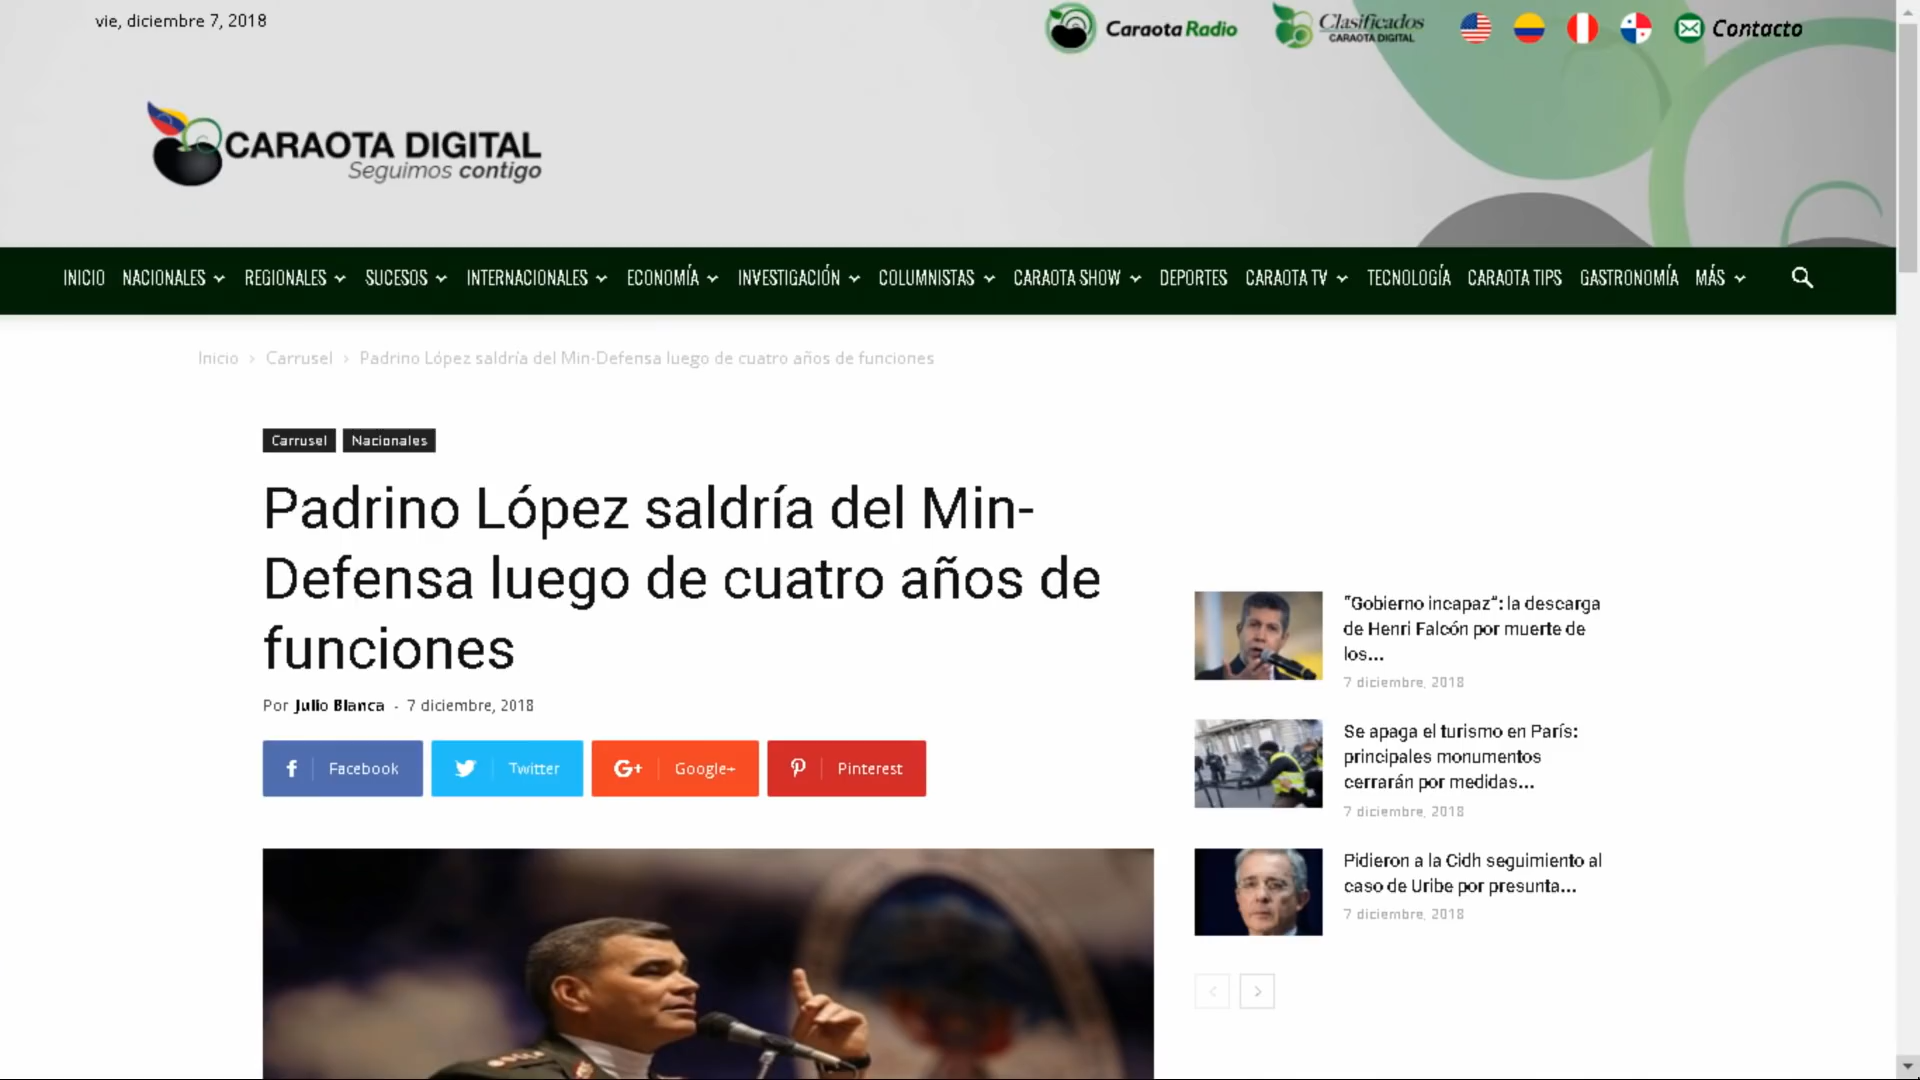 vie, diciembre 7, 2018
Caraota Radio
Clasificados
CARAOTA DIGITAL
Contacto
CARAOTA DIGITAL
Seguimos contigo
INICIO NACIONALES REGIONALES SUCESOS INTERNACIONALES ECONOMÍA INVESTIGACIÓN COLUMNISTAS CARAOTA SHOW DEPORTES CARAOTA TV TECNOLOGÍA CARAOTA TIPS GASTRONOMÍA MÁS
Inicio › Carrusel › Padrino López saldría del Min-Defensa luego de cuatro años de funciones
Carrusel Nacionales
Padrino López saldría del Min-
Defensa luego de cuatro años de
funciones
Por Julio Blanca - 7 diciembre, 2018
Facebook Twitter Google+ Pinterest
"Gobierno incapaz": la descarga
de Henri Falcón por muerte de
los...
7 diciembre, 2018
Se apaga el turismo en París:
principales monumentos
cerrarán por medidas...
7 diciembre, 2018
Pidieron a la Cidh seguimiento al
caso de Uribe por presunta...
7 diciembre, 2018